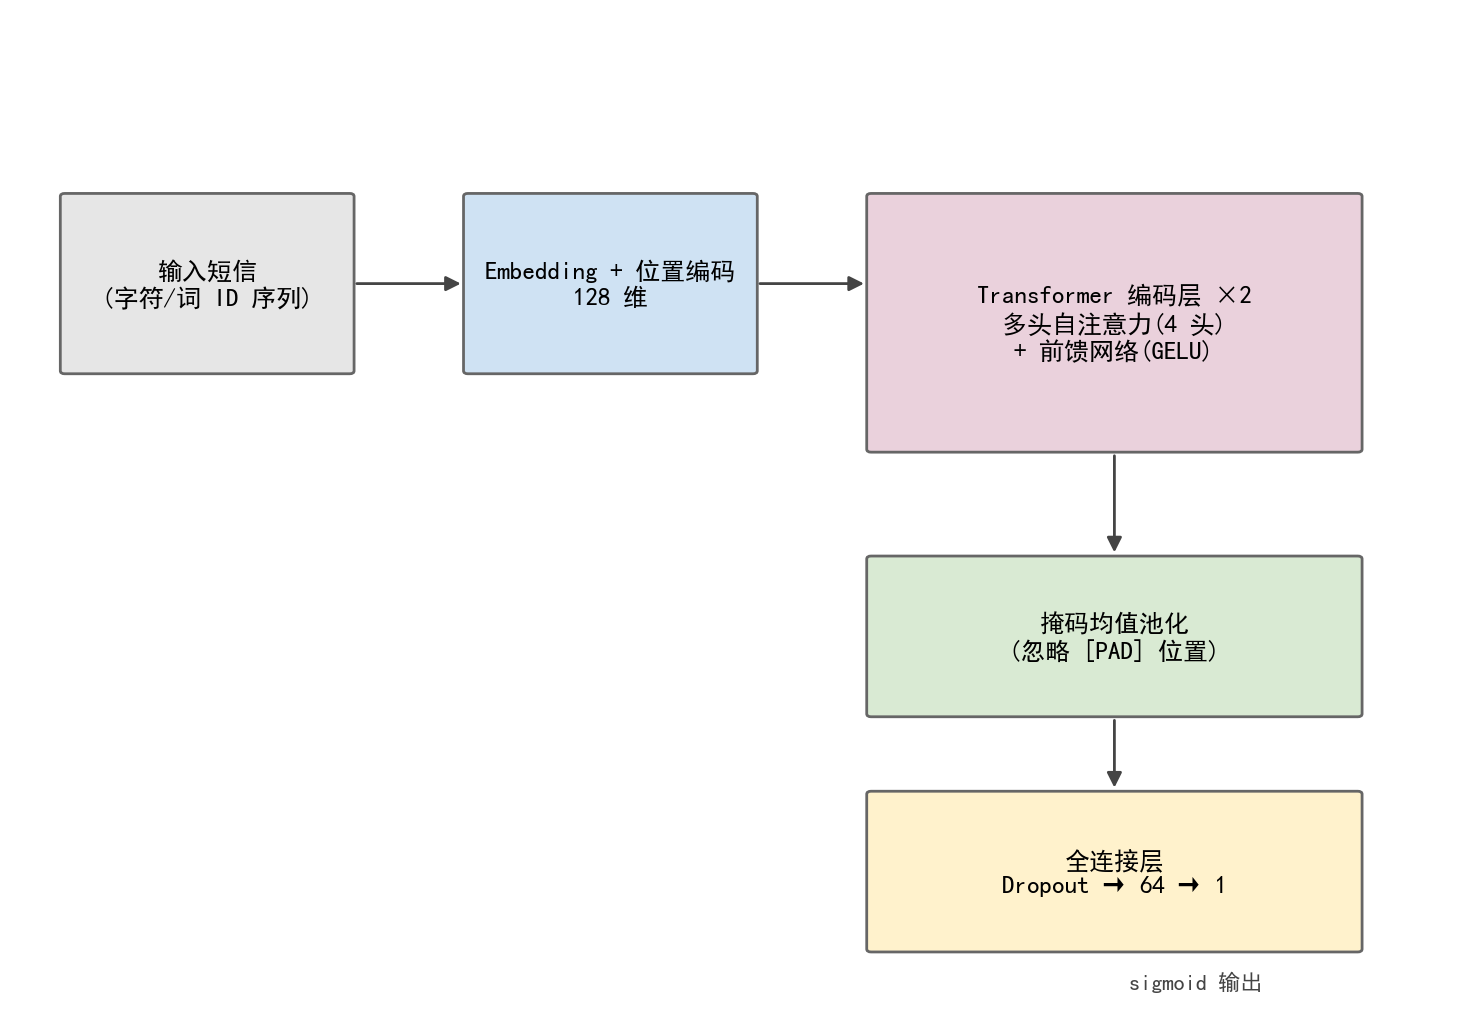 输入短信
(字符/词 ID 序列)
Embedding + 位置编码
128 维
Transformer 编码层 ×2
多头自注意力(4 头)
+ 前馈网络(GELU)
掩码均值池化
(忽略 [PAD] 位置)
全连接层
Dropout → 64 → 1
sigmoid 输出